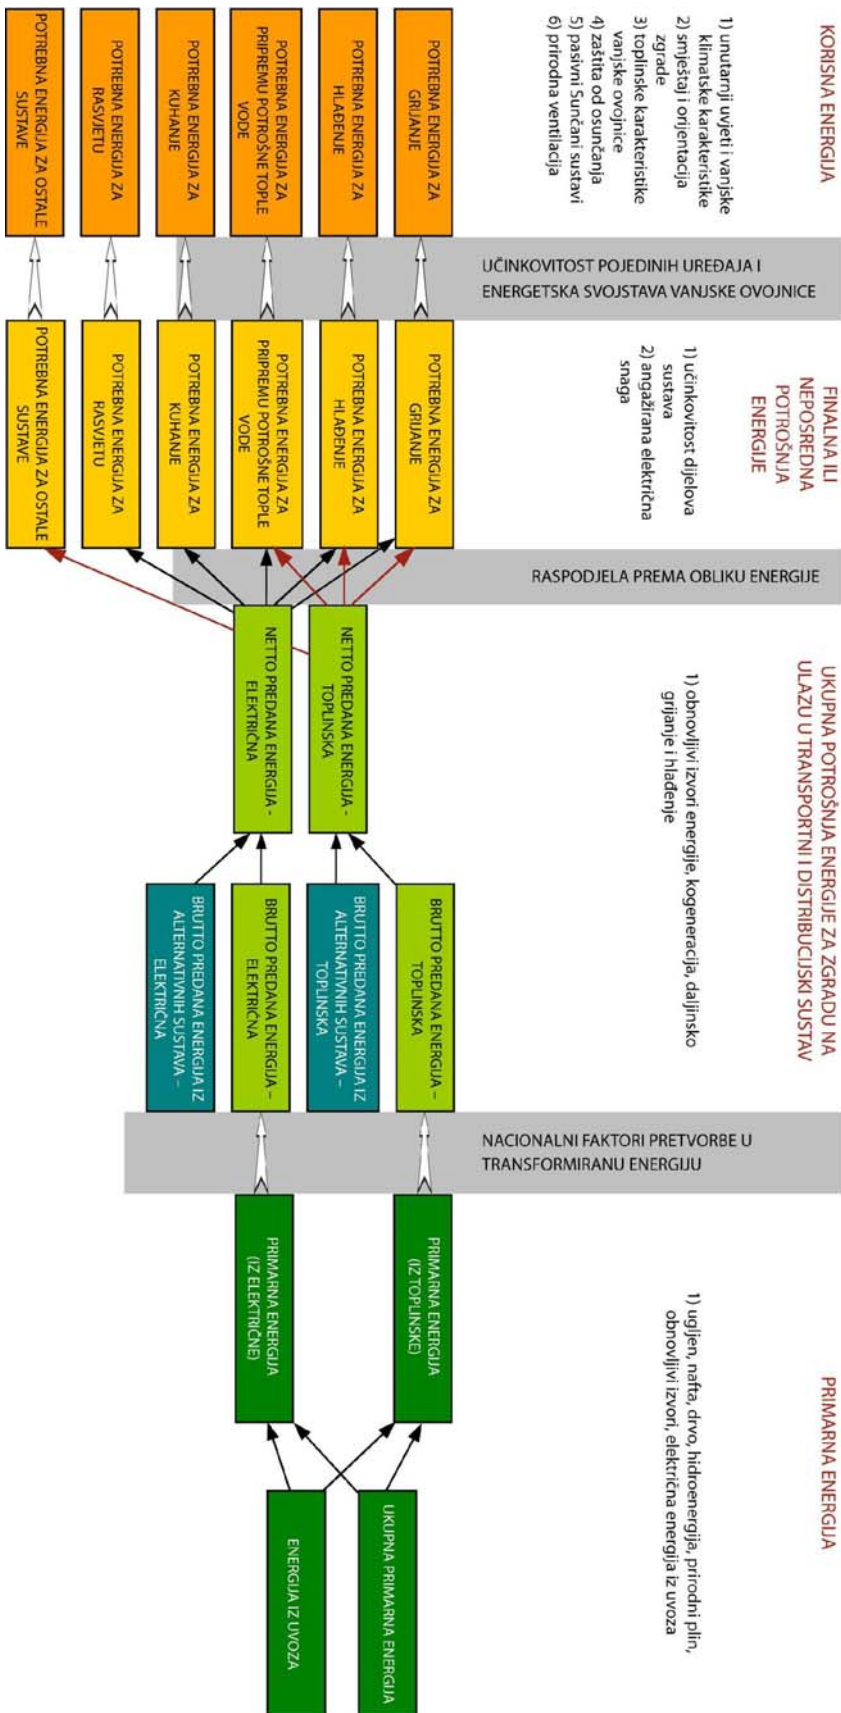 KORISNA ENERGIJA
1) unutarnji uvjeti i vanjske
klimatske karakteristike
2) smještaj i orijentacija
zgrade
3) toplinske karakteristike
vanjske ovojnice
4) zaštita od osunčanja
5) pasivni Sunčani sustavi
6) prirodna ventilacija
POTREBNA ENERGIJA ZA
GRIJANJE
POTREBNA ENERGIJA ZA
HLAĐENJE
POTREBNA ENERGIJA ZA
PRIPREMU POTROŠNE TOPLE
VODE
POTREBNA ENERGIJA ZA
KUHANJE
POTREBNA ENERGIJA ZA
RASVJETU
POTREBNA ENERGIJA ZA OSTALE
SUSTAVE
UČINKOVITOST POJEDINIH UREĐAJA I
ENERGETSKA SVOJSTAVA VANJSKE OVOJNICE
FINALNA ILI
NEPOSREDNA
POTROŠNJA
ENERGIJE
1) učinkovitost dijelova
sustava
2) angažirana električna
snaga
POTREBNA ENERGIJA ZA
GRIJANJE
POTREBNA ENERGIJA ZA
HLAĐENJE
POTREBNA ENERGIJA ZA
PRIPREMU POTROŠNE TOPLE
VODE
POTREBNA ENERGIJA ZA
KUHANJE
POTREBNA ENERGIJA ZA
RASVJETU
POTREBNA ENERGIJA ZA OSTALE
SUSTAVE
RASPODJELA PREMA OBLIKU ENERGIJE
UKUPNA POTROŠNJA ENERGIJE ZA ZGRADU NA
ULAZU U TRANSPORTNI I DISTRIBUCIJSKI SUSTAV
1) obnovljivi izvori energije, kogeneracija, daljinsko
grijanje i hlađenje
NETTO PREDANA ENERGIJA -
TOPLINSKA
NETTO PREDANA ENERGIJA -
ELEKTRIČNA
BRUTTO PREDANA ENERGIJA –
TOPLINSKA
BRUTTO PREDANA ENERGIJA IZ
ALTERNATIVNIH SUSTAVA –
TOPLINSKA
BRUTTO PREDANA ENERGIJA –
ELEKTRIČNA
BRUTTO PREDANA ENERGIJA IZ
ALTERNATIVNIH SUSTAVA –
ELEKTRIČNA
NACIONALNI FAKTORI PRETVORBE U
TRANSFORMIRANU ENERGIJU
PRIMARNA ENERGIJA
1) ugljen, nafta, drvo, hidroenergija, prirodni plin,
obnovljivi izvori, električna energija iz uvoza
PRIMARNA ENERGIJA
(IZ TOPLINSKE)
PRIMARNA ENERGIJA
(IZ ELEKTRIČNE)
UKUPNA PRIMARNA ENERGIJA
ENERGIJA IZ UVOZA